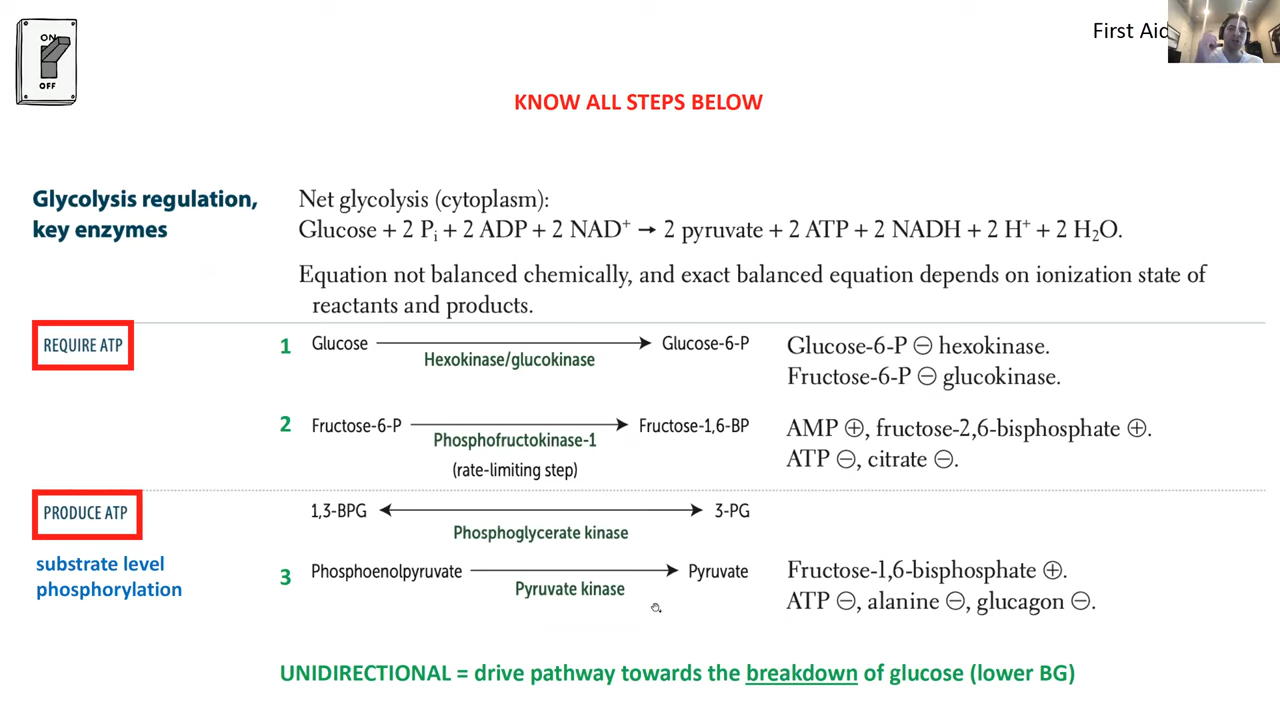 ON
OFF
First Aid
KNOW ALL STEPS BELOW
Glycolysis regulation,
key enzymes
Net glycolysis (cytoplasm):
Glucose + 2 Pi + 2 ADP + 2 NAD⁺ → 2 pyruvate + 2 ATP + 2 NADH + 2 H⁺ + 2 H₂O.
Equation not balanced chemically, and exact balanced equation depends on ionization state of
reactants and products.
REQUIRE ATP
1 Glucose → Glucose-6-P
Hexokinase/glucokinase
Glucose-6-P ⊖ hexokinase.
Fructose-6-P ⊖ glucokinase.
2 Fructose-6-P → Fructose-1,6-BP
Phosphofructokinase-1
(rate-limiting step)
AMP ⊕, fructose-2,6-bisphosphate ⊕.
ATP ⊖, citrate ⊖.
PRODUCE ATP
1,3-BPG ↔ 3-PG
Phosphoglycerate kinase
substrate level
phosphorylation
3 Phosphoenolpyruvate → Pyruvate
Pyruvate kinase
Fructose-1,6-bisphosphate ⊕.
ATP ⊖, alanine ⊖, glucagon ⊖.
UNIDIRECTIONAL = drive pathway towards the breakdown of glucose (lower BG)